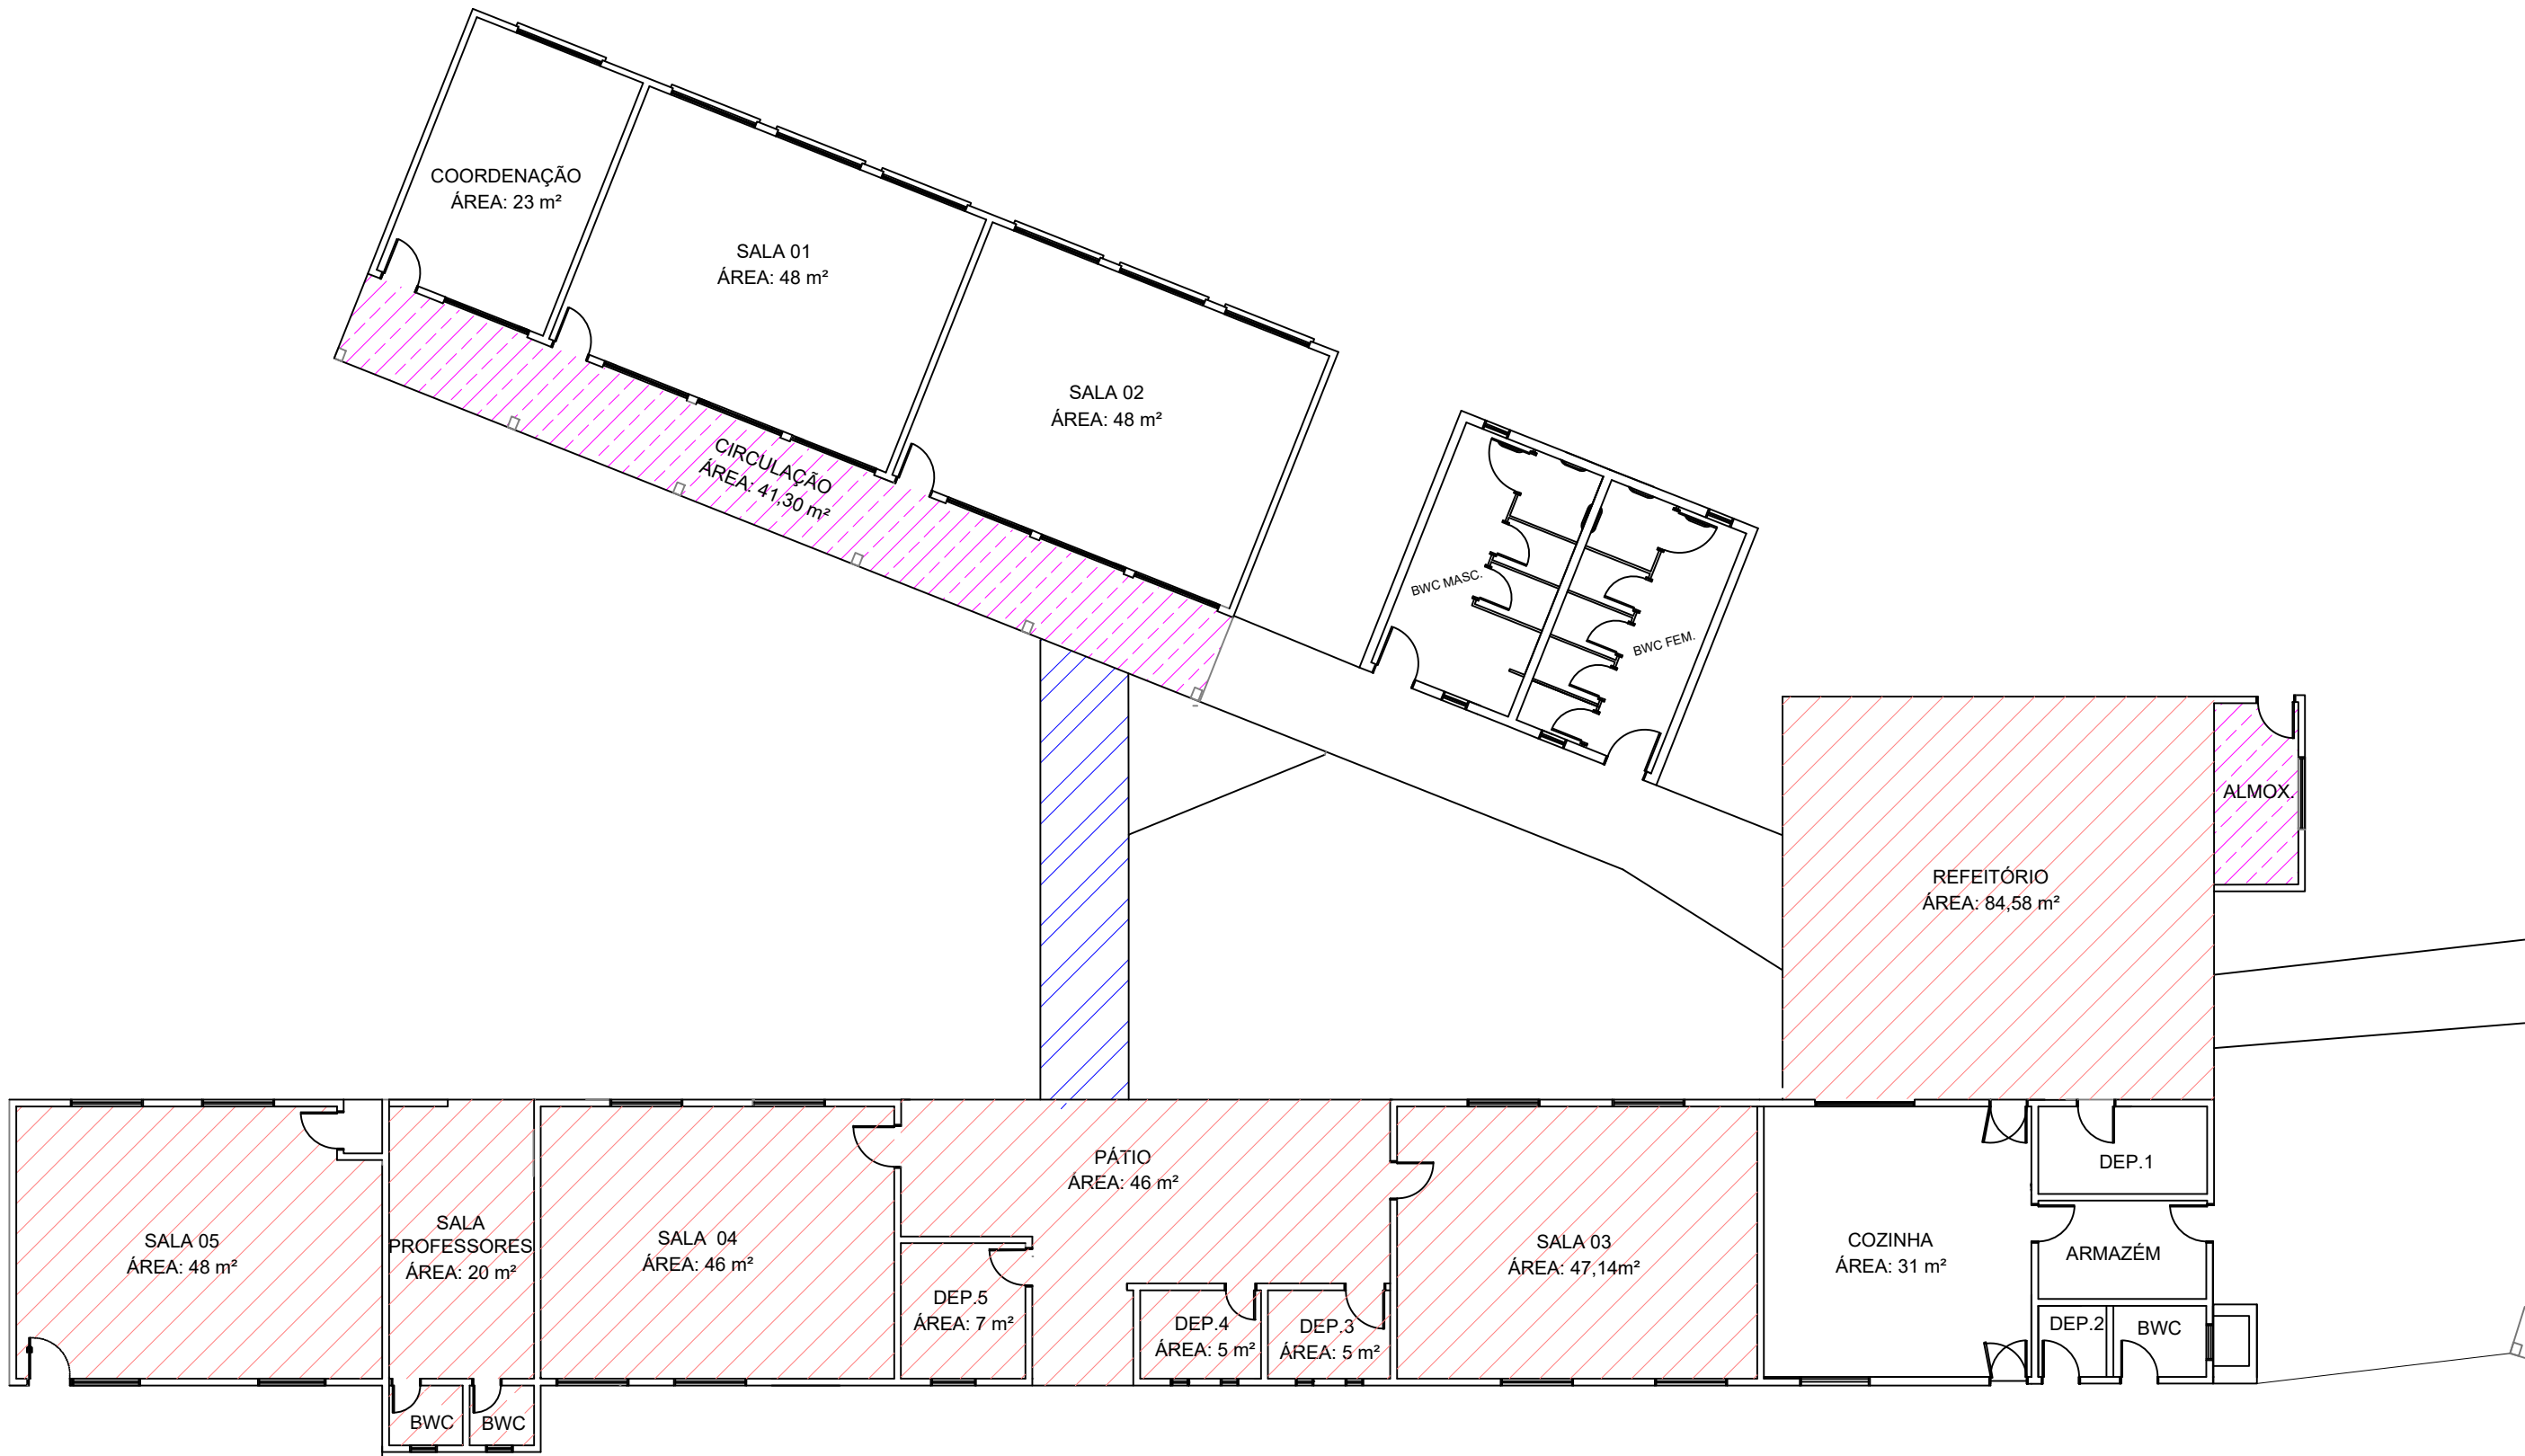 COORDENAÇÃO
ÁREA: 23 m²
SALA 01
ÁREA: 48 m²
SALA 02
ÁREA: 48 m²
CIRCULAÇÃO
ÁREA: 41,30 m²
BWC MASC.
BWC FEM.
ALMOX.
REFEITÓRIO
ÁREA: 84,58 m²
SALA 05
ÁREA: 48 m²
SALA
PROFESSORES
ÁREA: 20 m²
SALA 04
ÁREA: 46 m²
PÁTIO
ÁREA: 46 m²
DEP.5
ÁREA: 7 m²
DEP.4
ÁREA: 5 m²
DEP.3
ÁREA: 5 m²
SALA 03
ÁREA: 47,14m²
COZINHA
ÁREA: 31 m²
DEP.1
ARMAZÉM
DEP.2
BWC
BWC
BWC